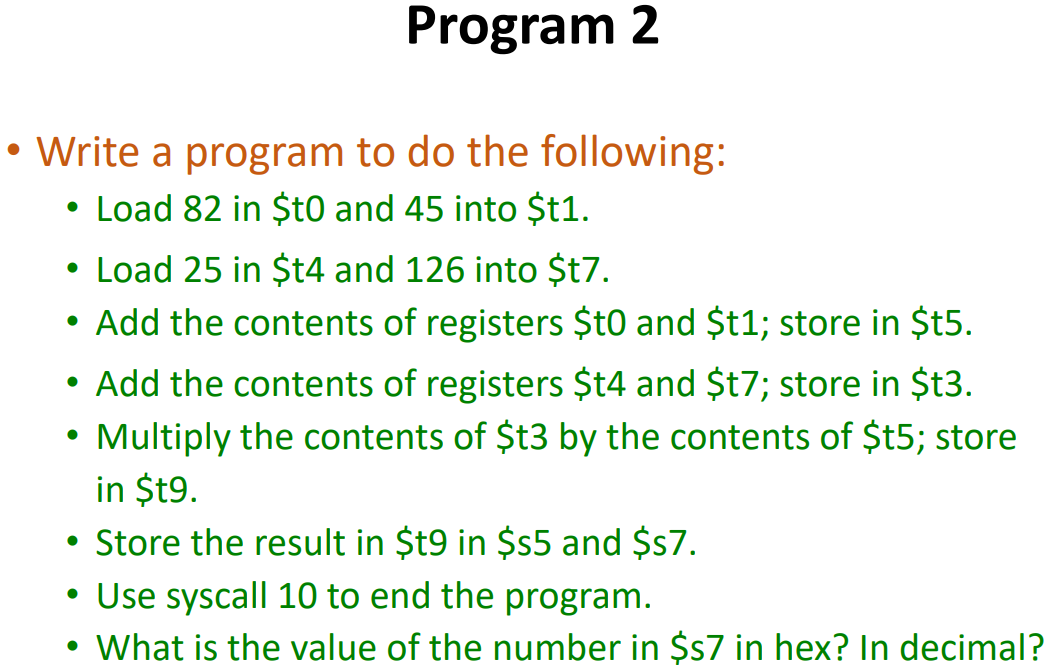 Program 2
• Write a program to do the following:
• Load 82 in $t0 and 45 into $t1.
• Load 25 in $t4 and 126 into $t7.
• Add the contents of registers $t0 and $t1; store in $t5.
• Add the contents of registers $t4 and $t7; store in $t3.
• Multiply the contents of $t3 by the contents of $t5; store
in $t9.
• Store the result in $t9 in $s5 and $s7.
• Use syscall 10 to end the program.
• What is the value of the number in $s7 in hex? In decimal?